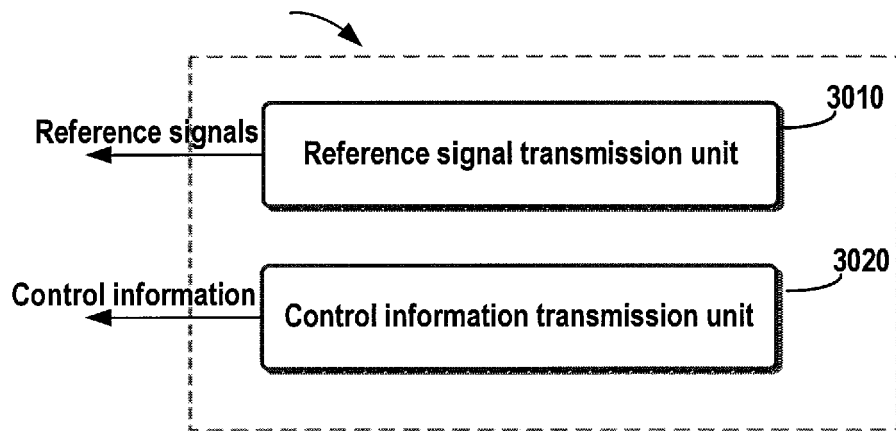 3010
Reference signals
Reference signal transmission unit
3020
Control information
Control information transmission unit